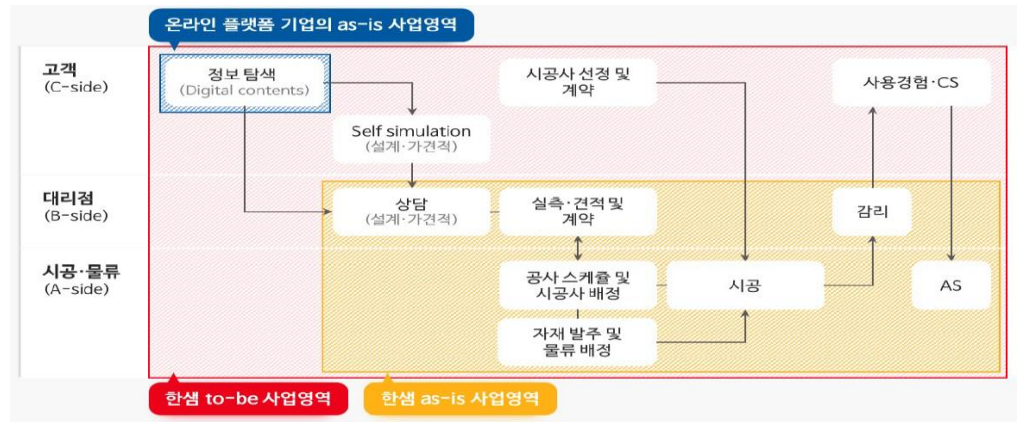 온라인 플랫폼 기업의 as-is 사업영역
고객
(C-side)
정보 탐색
(Digital contents)
시공사 선정 및
계약
사용경험·CS
Self simulation
(설계·가견적)
대리점
(B-side)
상담
(설계·가견적)
실측·견적 및
계약
감리
시공·물류
(A-side)
공사 스케쥴 및
시공사 배정
시공
AS
자재 발주 및
물류 배정
한샘 to-be 사업영역
한샘 as-is 사업영역